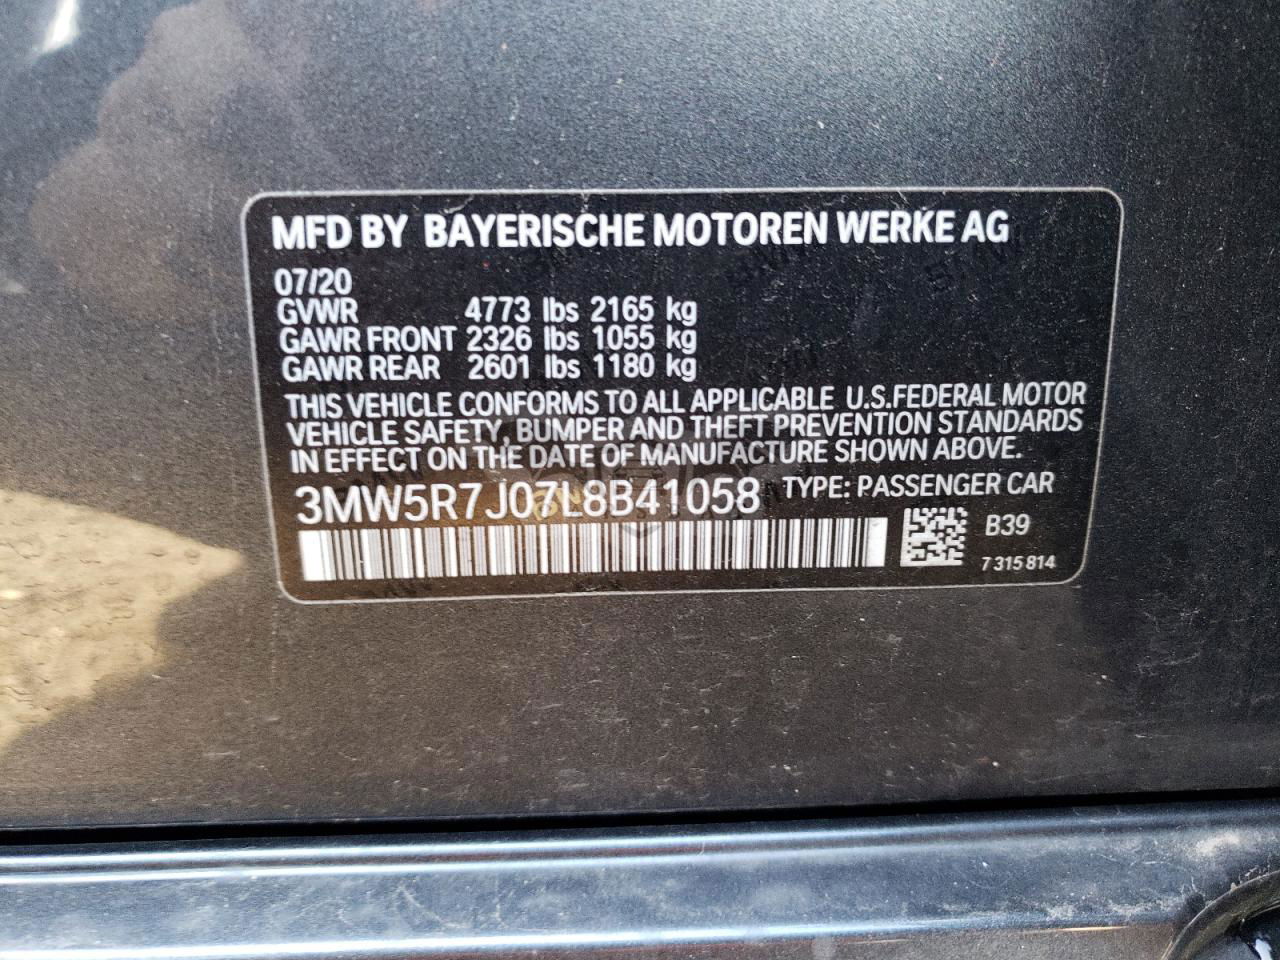 MFD BY BAYERISCHE MOTOREN WERKE AG
07/20
GVWR 4773 lbs 2165 kg
GAWR FRONT 2326 lbs 1055 kg
GAWR REAR 2601 lbs 1180 kg
THIS VEHICLE CONFORMS TO ALL APPLICABLE U.S.FEDERAL MOTOR
VEHICLE SAFETY, BUMPER AND THEFT PREVENTION STANDARDS
IN EFFECT ON THE DATE OF MANUFACTURE SHOWN ABOVE.
3MW5R7J07L8B41058 TYPE: PASSENGER CAR
B39
7 315 814